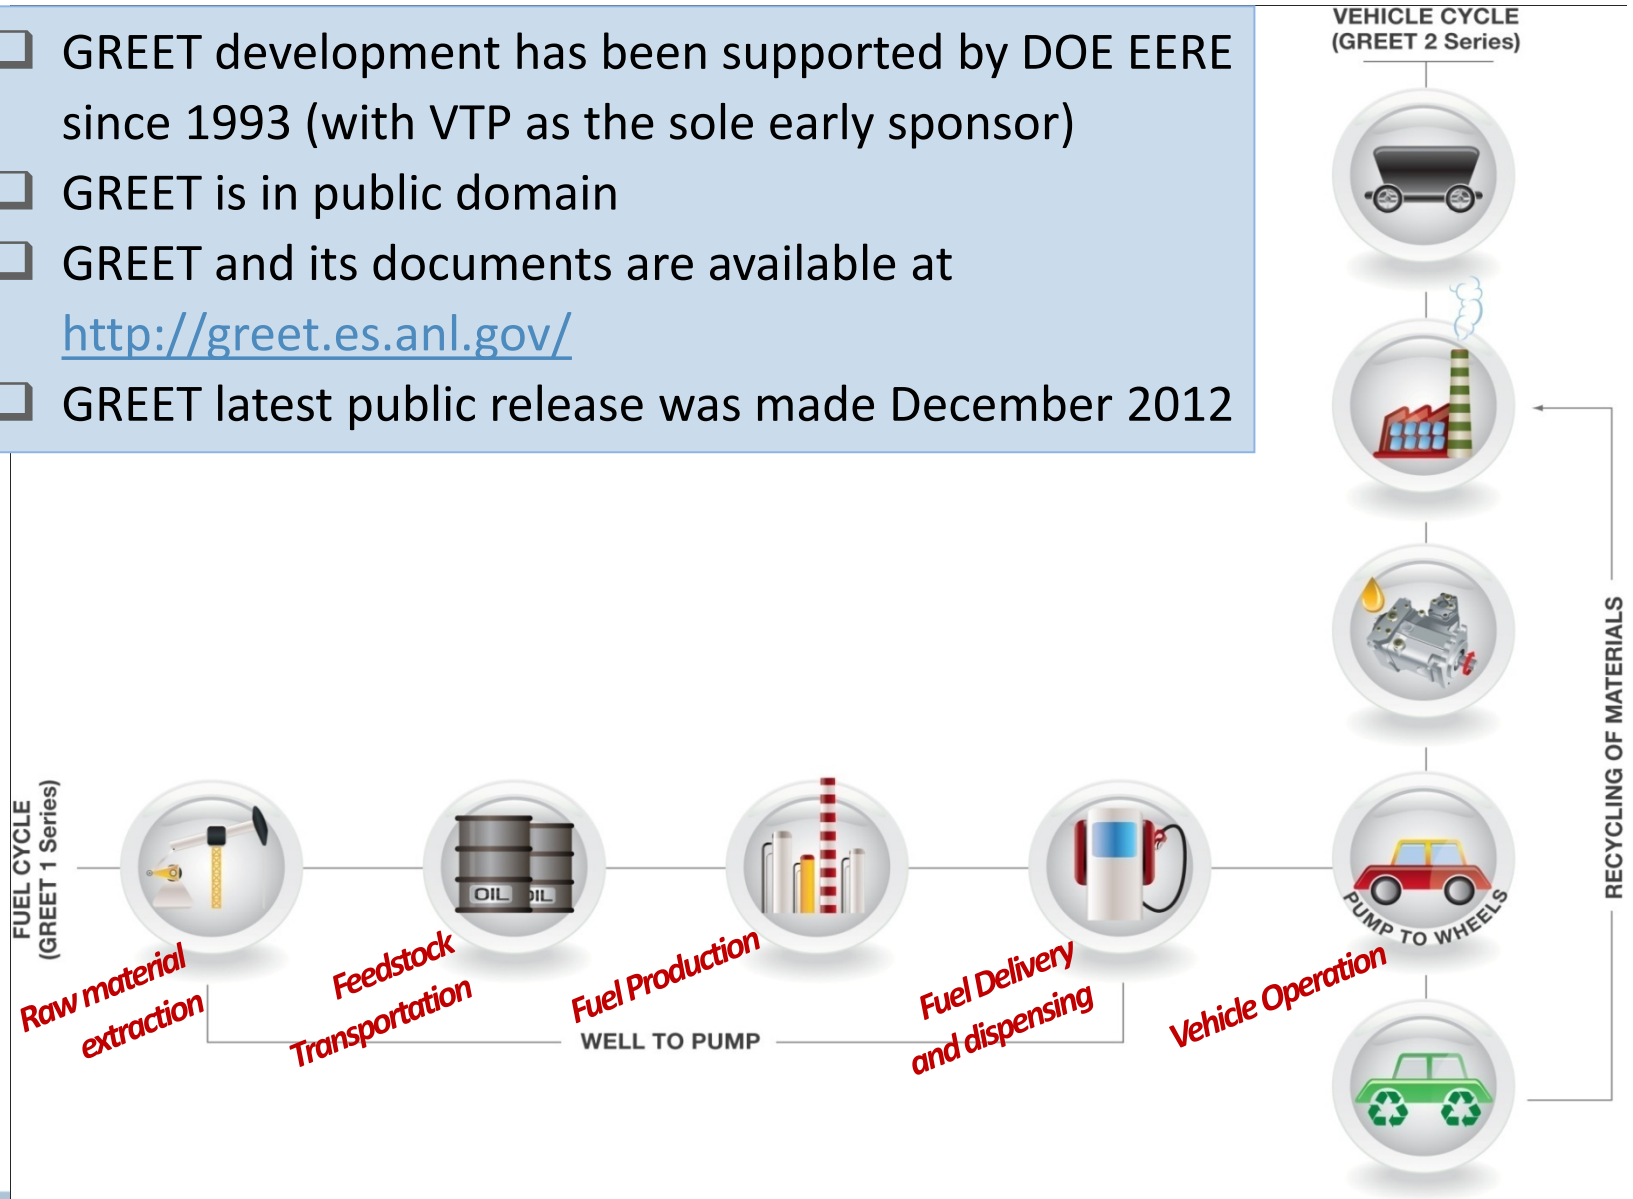 GREET development has been supported by DOE EERE
since 1993 (with VTP as the sole early sponsor)
GREET is in public domain
GREET and its documents are available at
http://greet.es.anl.gov/
GREET latest public release was made December 2012
VEHICLE CYCLE
(GREET 2 Series)
RECYCLING OF MATERIALS
FUEL CYCLE
(GREET 1 Series)
OIL
OIL
PUMP TO WHEELS
Raw material
extraction
Feedstock
Transportation
Fuel Production
Fuel Delivery
and dispensing
Vehicle Operation
WELL TO PUMP